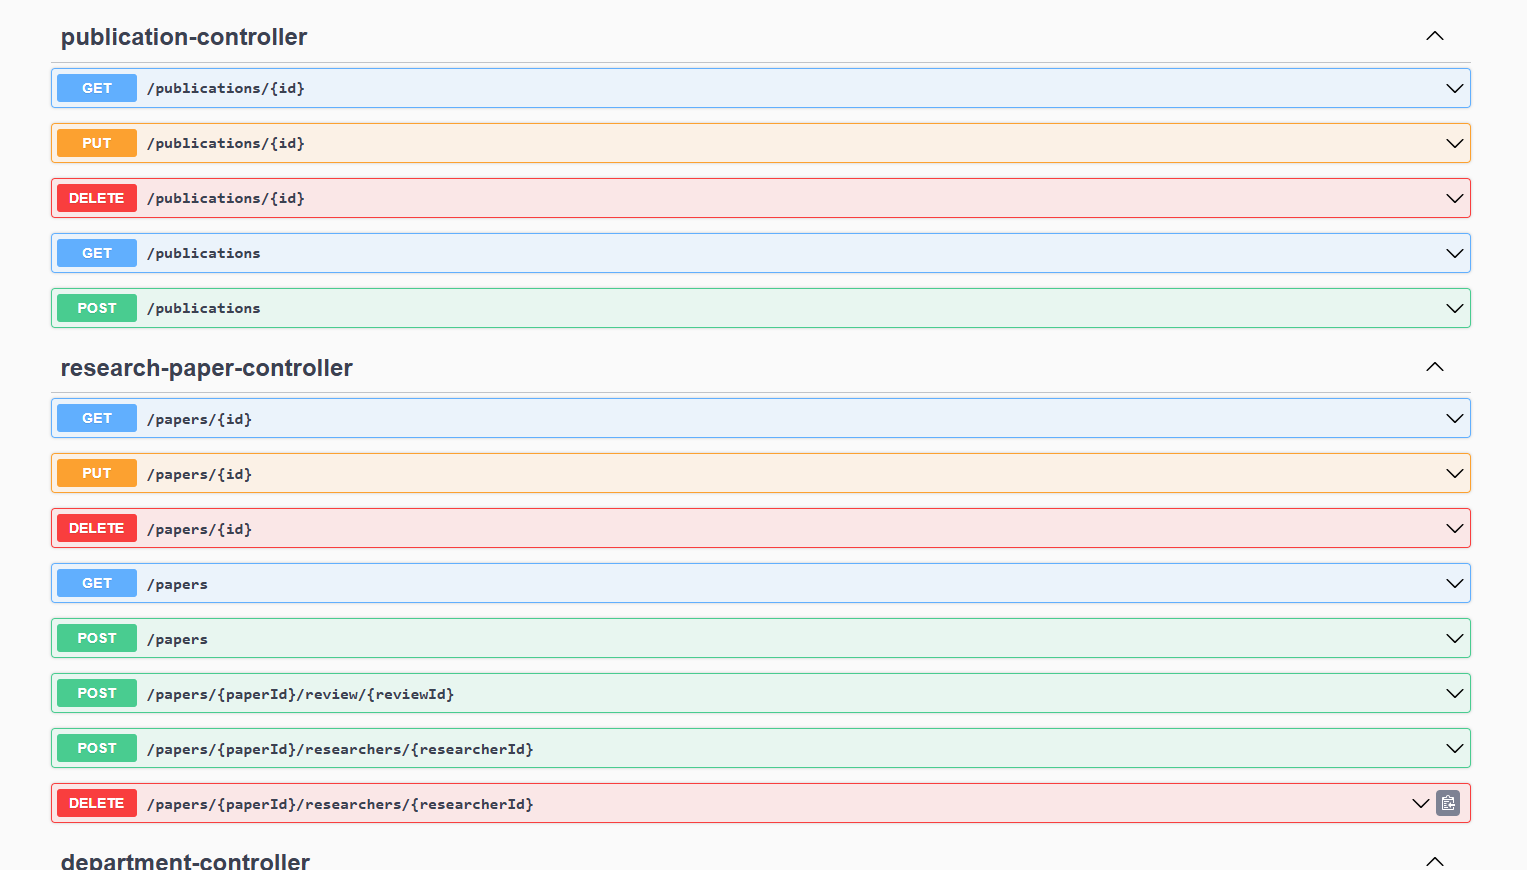 publication-controller
GET /publications/{id}
PUT /publications/{id}
DELETE /publications/{id}
GET /publications
POST /publications
research-paper-controller
GET /papers/{id}
PUT /papers/{id}
DELETE /papers/{id}
GET /papers
POST /papers
POST /papers/{paperId}/review/{reviewId}
POST /papers/{paperId}/researchers/{researcherId}
DELETE /papers/{paperId}/researchers/{researcherId}
department-controller